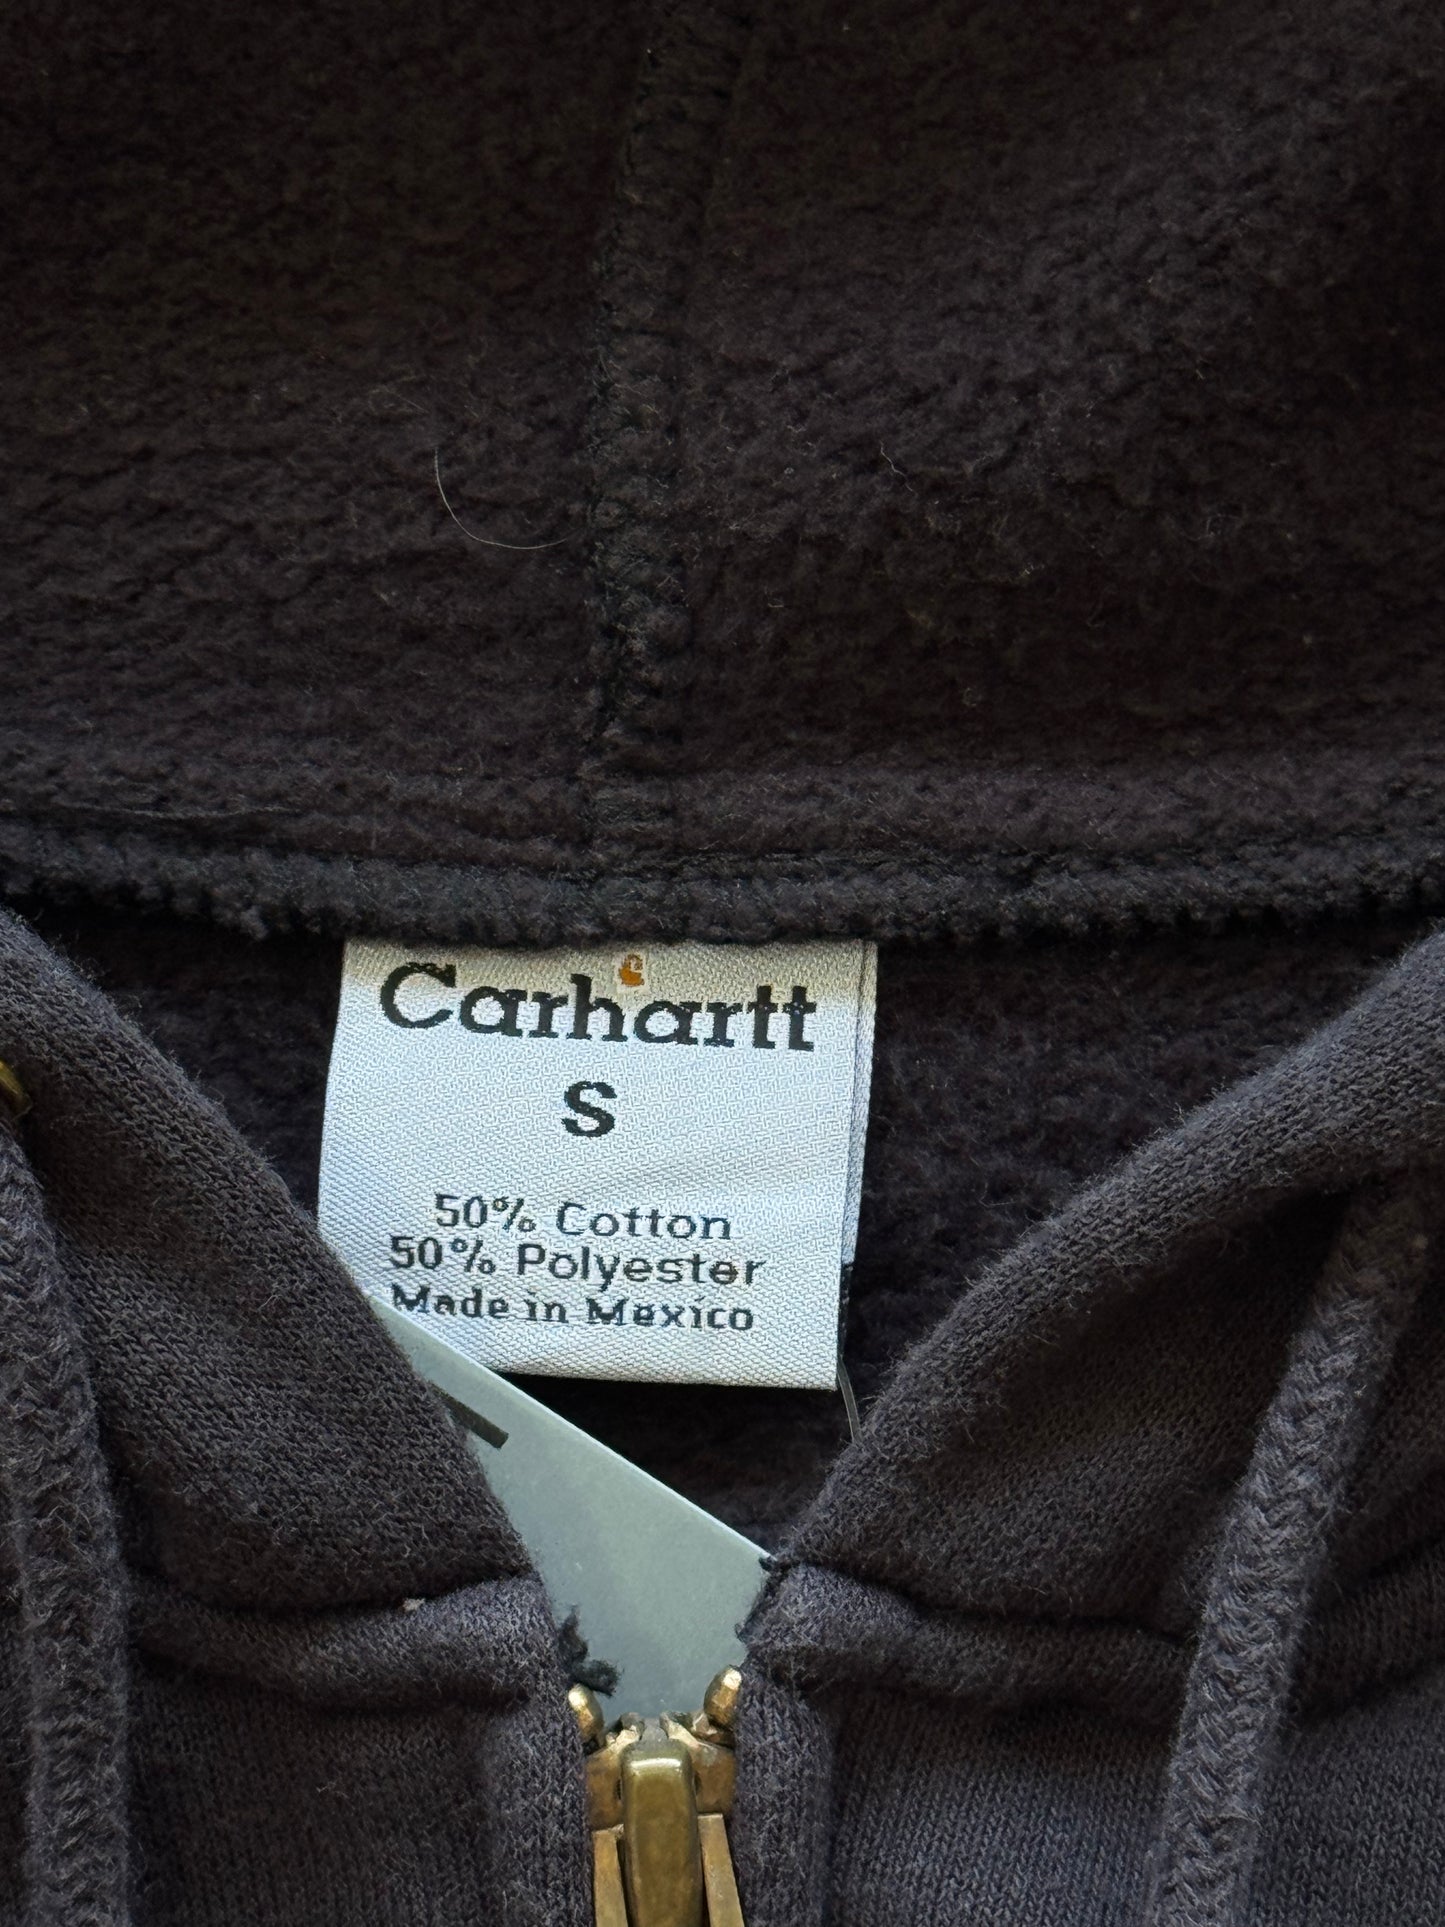 Carhartt
S
50% Cotton
50% Polyester
Made in Mexico